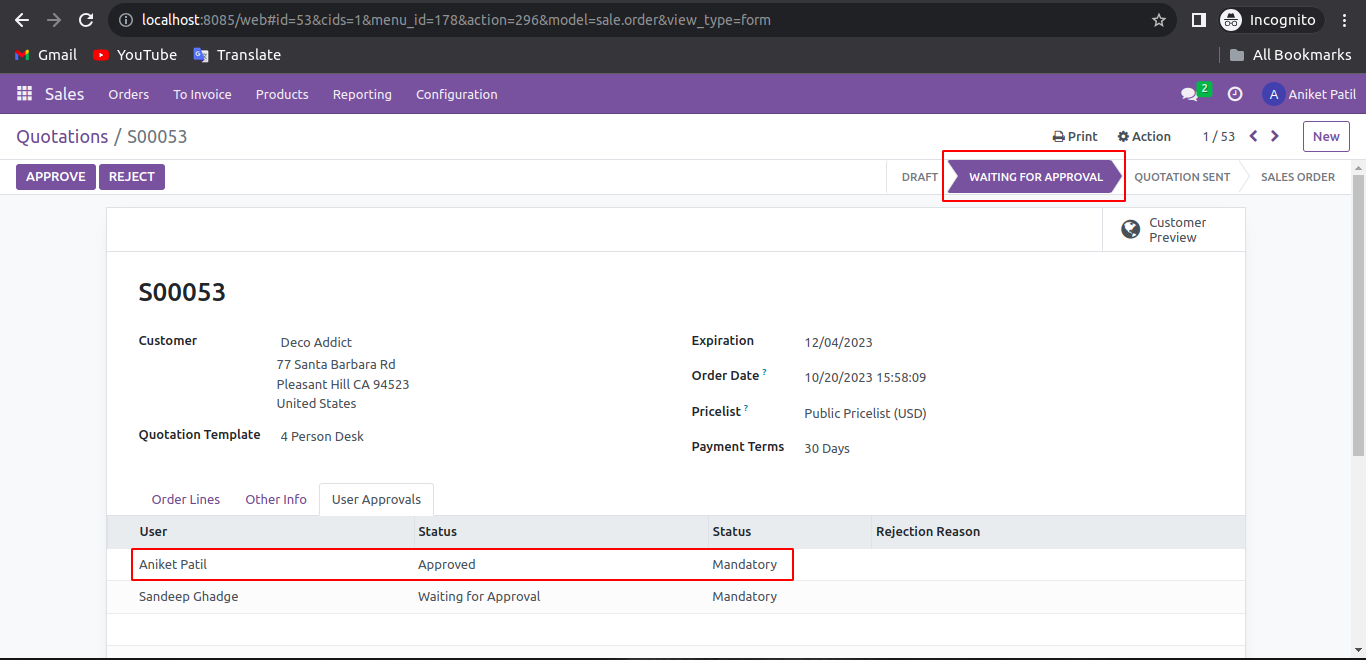 localhost:8085/web#id=53&cids=1&menu_id=178&action=296&model=sale.order&view_type=form Incognito
Gmail YouTube Translate All Bookmarks
Sales Orders To Invoice Products Reporting Configuration 2 A Aniket Patil
Quotations / S00053 Print Action 1 / 53 New
APPROVE REJECT DRAFT WAITING FOR APPROVAL QUOTATION SENT SALES ORDER
Customer
Preview
S00053
Customer Deco Addict Expiration 12/04/2023
77 Santa Barbara Rd
Order Date ? 10/20/2023 15:58:09
Pleasant Hill CA 94523
United States
Pricelist ? Public Pricelist (USD)
Quotation Template 4 Person Desk
Payment Terms 30 Days
Order Lines Other Info User Approvals
User Status Status Rejection Reason
Aniket Patil Approved Mandatory
Sandeep Ghadge Waiting for Approval Mandatory